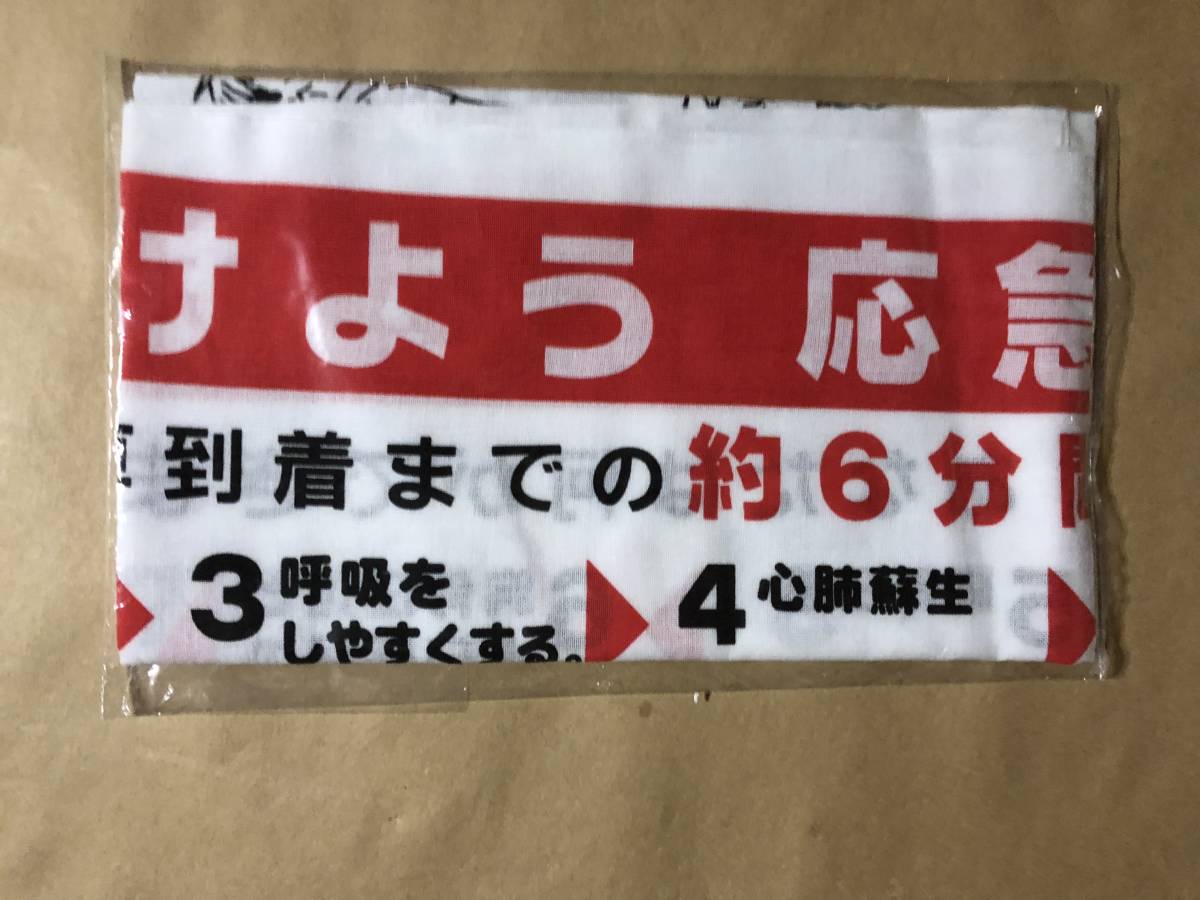 けよう 応急
到着までの約6分間
3 呼吸を
しやすくする。
4 心肺蘇生